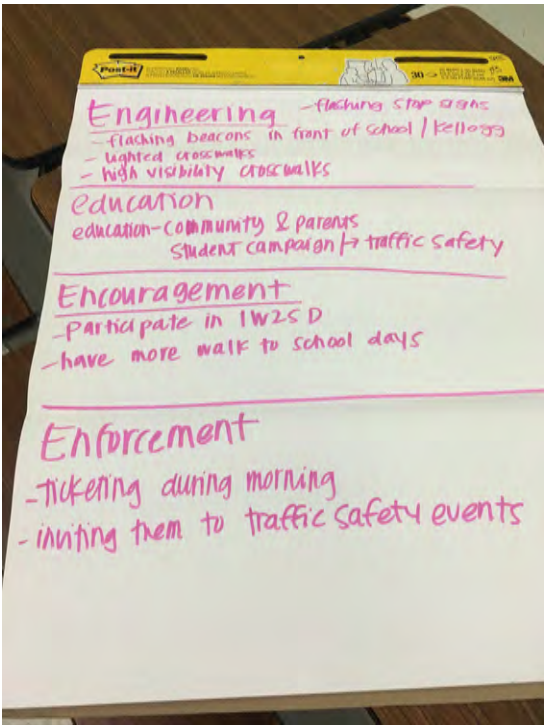 Post-it
30
3M
Engineering - flashing stop signs
- flashing beacons in front of school / Kellogg
- lighted crosswalks
- high visibility crosswalks
education
education - community & parents
student campaign |→ traffic safety
Encouragement
- participate in IW2SD
- have more walk to school days
Enforcement
- ticketing during morning
- inviting them to traffic safety events